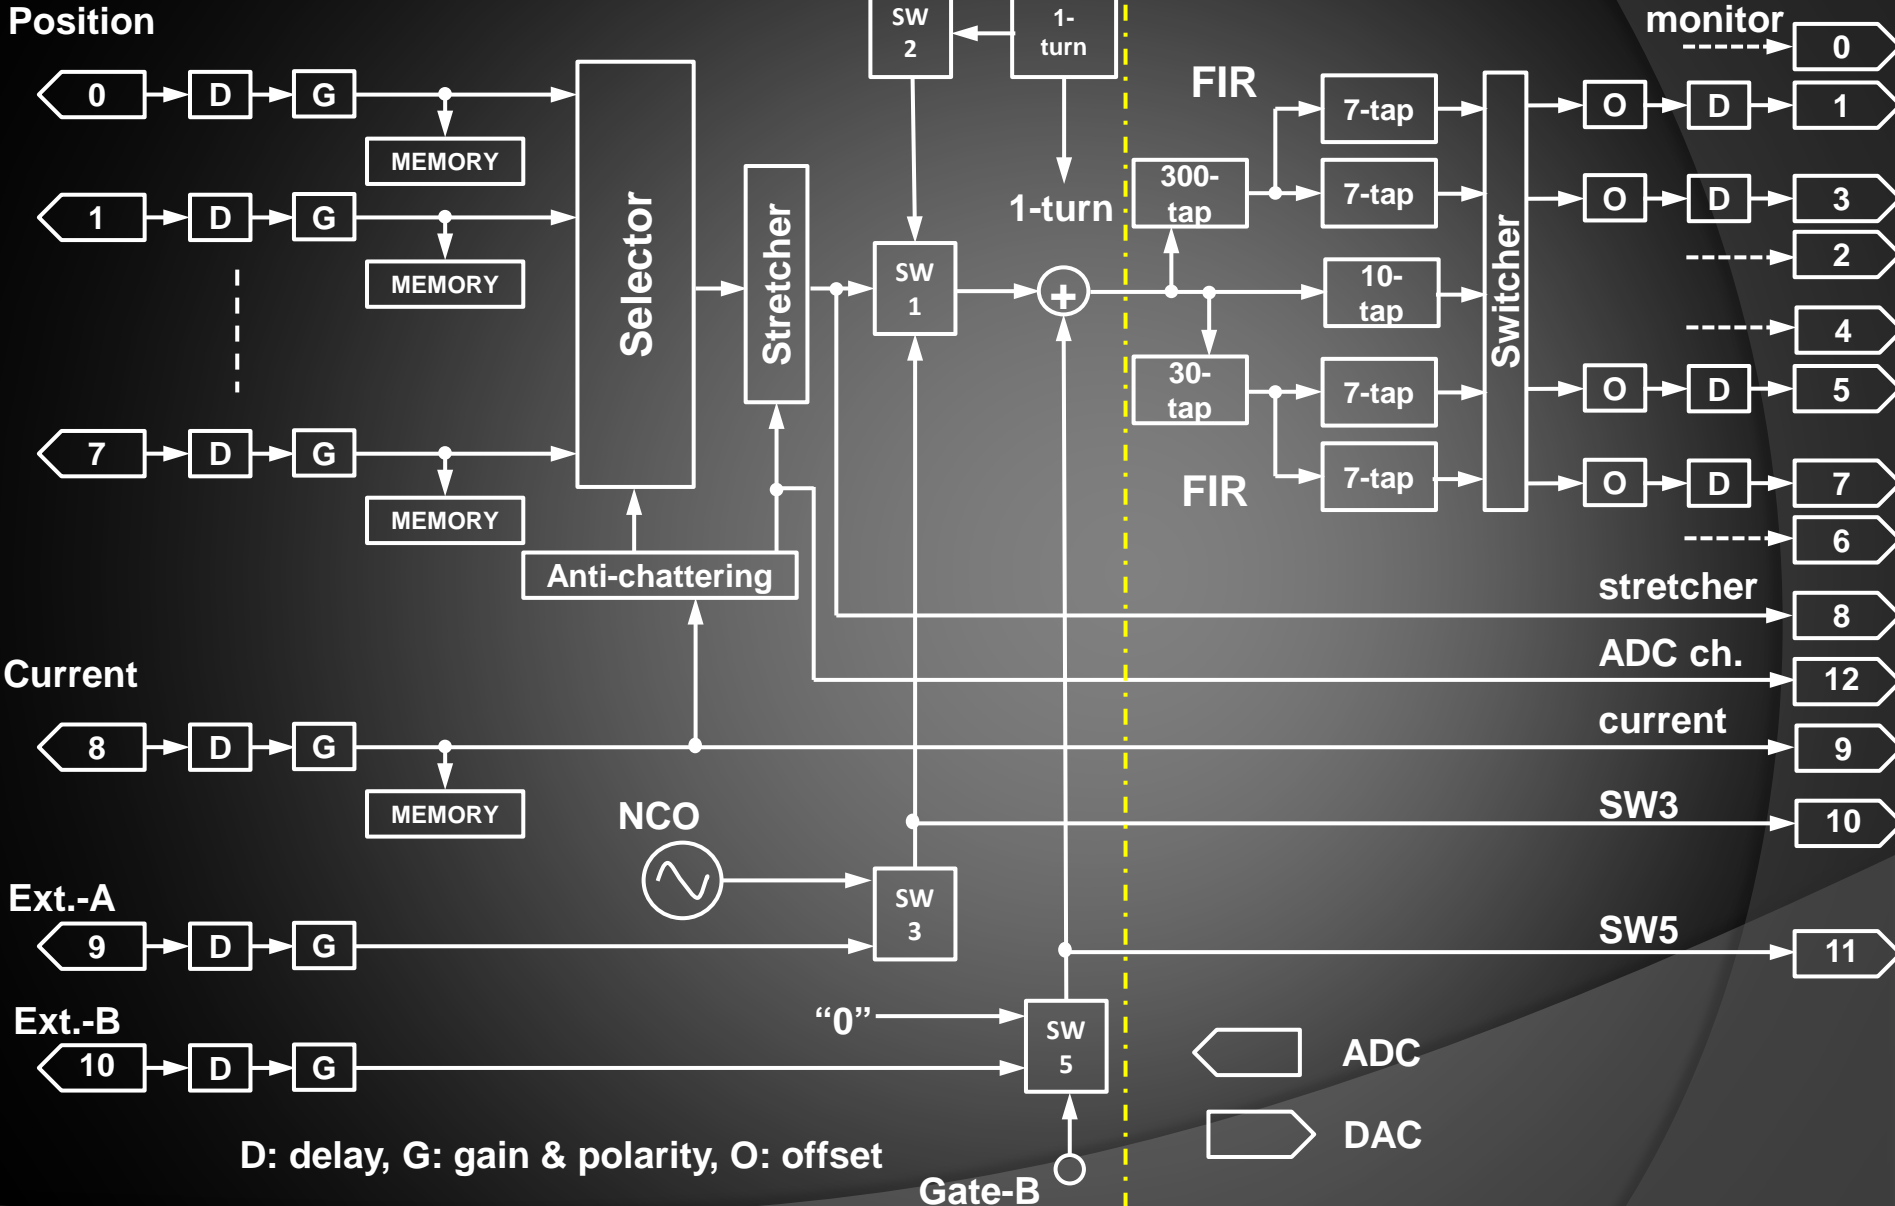 Position
SW
2
1-
turn
monitor
0
0
D
G
MEMORY
FIR
7-tap
O
D
1
1
D
G
MEMORY
Selector
Stretcher
1-turn
300-
tap
7-tap
Switcher
O
D
3
2
SW
1
+
10-
tap
4
30-
tap
7-tap
O
D
5
7
D
G
MEMORY
FIR
7-tap
O
D
7
6
Anti-chattering
stretcher
8
ADC ch.
12
Current
8
D
G
MEMORY
current
9
NCO
SW3
10
Ext.-A
9
D
G
SW
3
SW5
11
Ext.-B
10
D
G
“0”
SW
5
ADC
DAC
D: delay, G: gain & polarity, O: offset
Gate-B